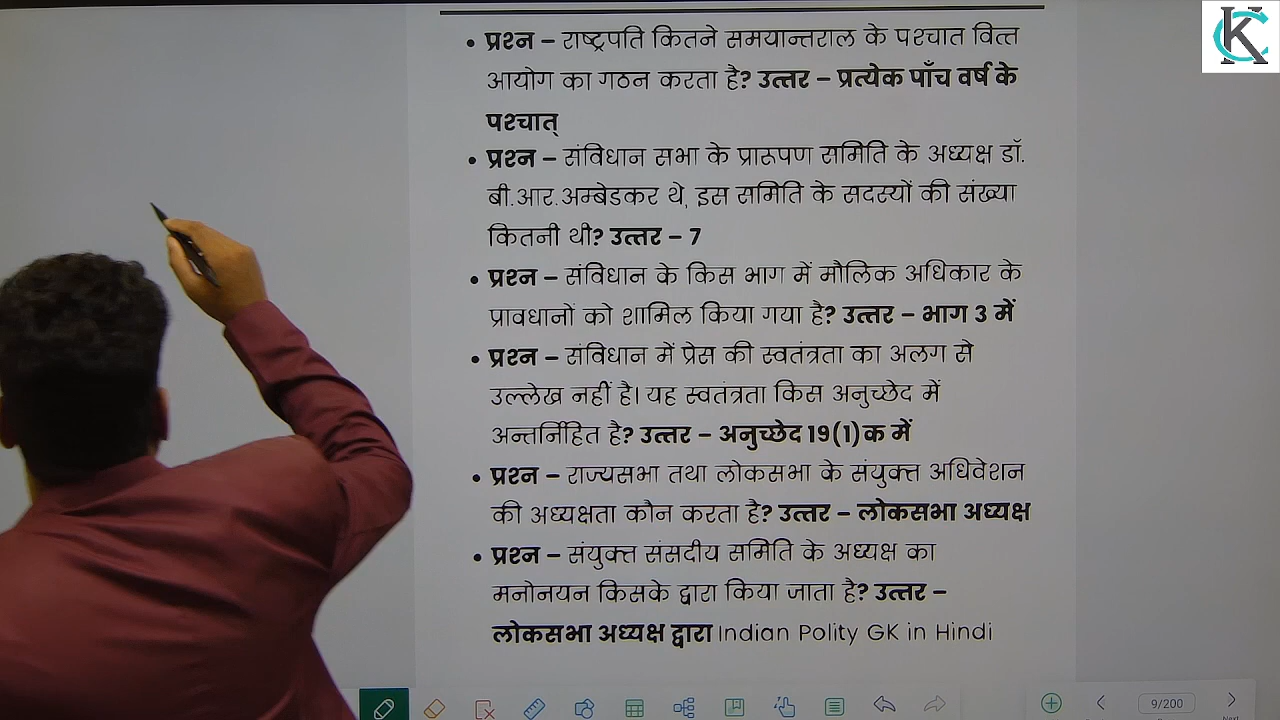 • प्रश्न – राष्ट्रपति कितने समयान्तराल के पश्चात वित्त
आयोग का गठन करता है? उत्तर – प्रत्येक पाँच वर्ष के
पश्चात्
• प्रश्न – संविधान सभा के प्रारूपण समिति के अध्यक्ष डॉ.
बी.आर.अम्बेडकर थे, इस समिति के सदस्यों की संख्या
कितनी थी? उत्तर – 7
• प्रश्न – संविधान के किस भाग में मौलिक अधिकार के
प्रावधानों को शामिल किया गया है? उत्तर – भाग 3 में
• प्रश्न – संविधान में प्रेस की स्वतंत्रता का अलग से
उल्लेख नहीं है। यह स्वतंत्रता किस अनुच्छेद में
अन्तर्निहित है? उत्तर – अनुच्छेद 19(1)क में
• प्रश्न – राज्यसभा तथा लोकसभा के संयुक्त अधिवेशन
की अध्यक्षता कौन करता है? उत्तर – लोकसभा अध्यक्ष
• प्रश्न – संयुक्त संसदीय समिति के अध्यक्ष का
मनोनयन किसके द्वारा किया जाता है? उत्तर –
लोकसभा अध्यक्ष द्वारा Indian Polity GK in Hindi
9/200
Next
KC